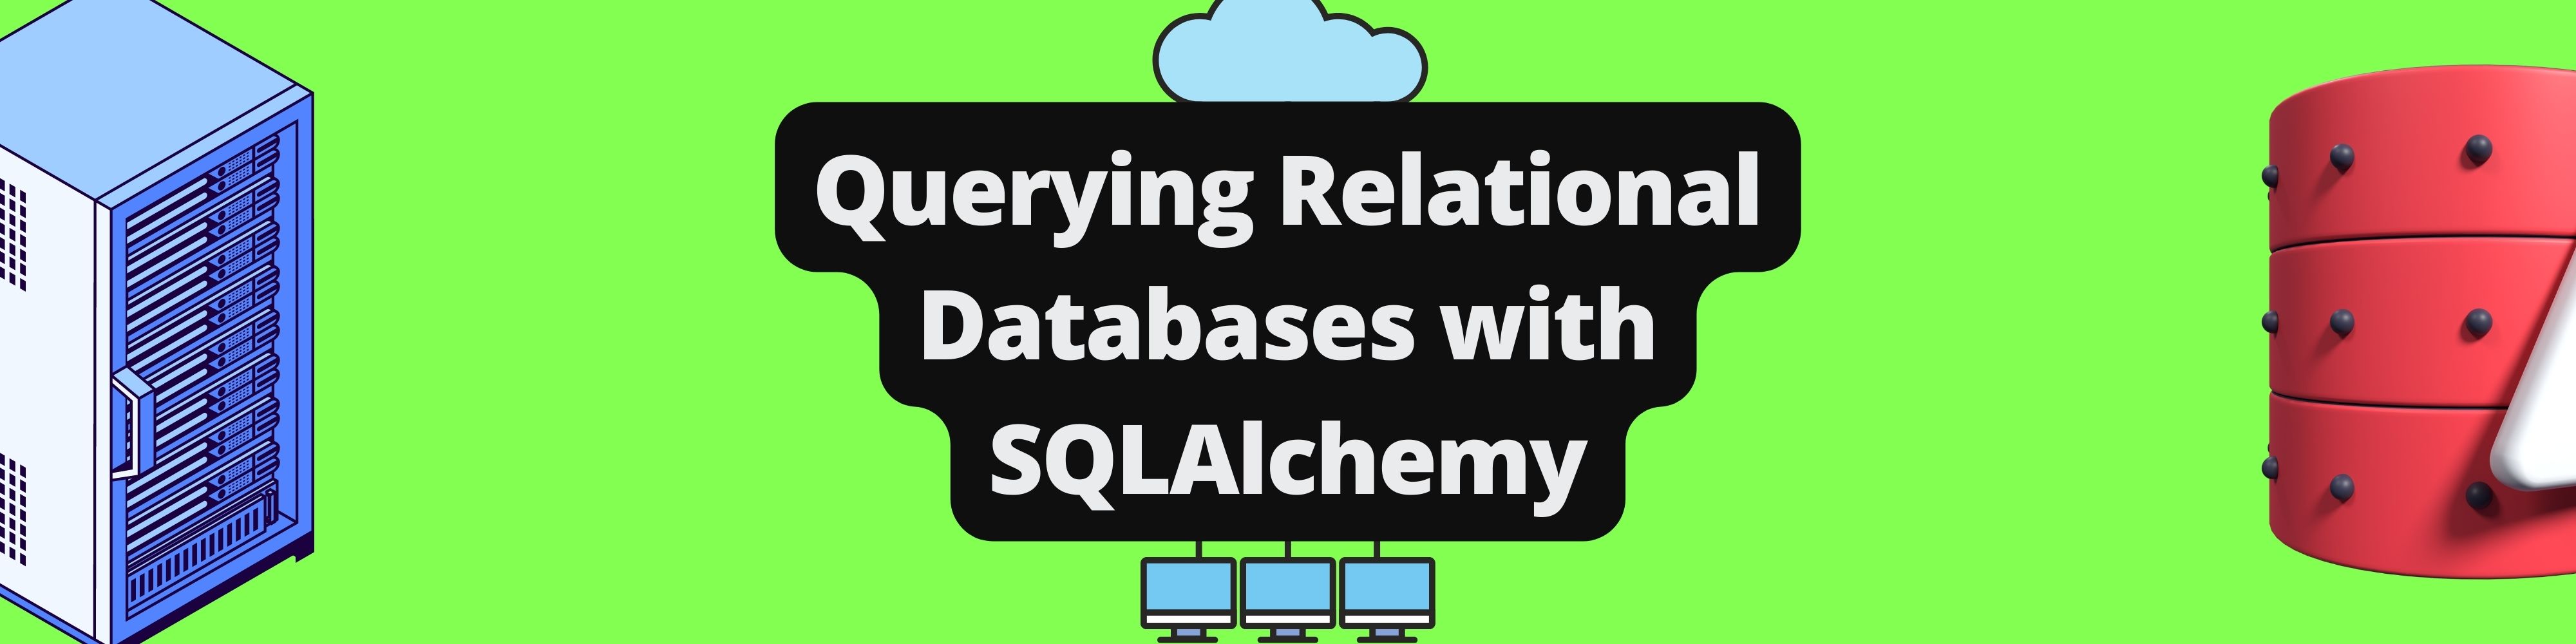 Querying Relational
Databases with
SQLAlchemy